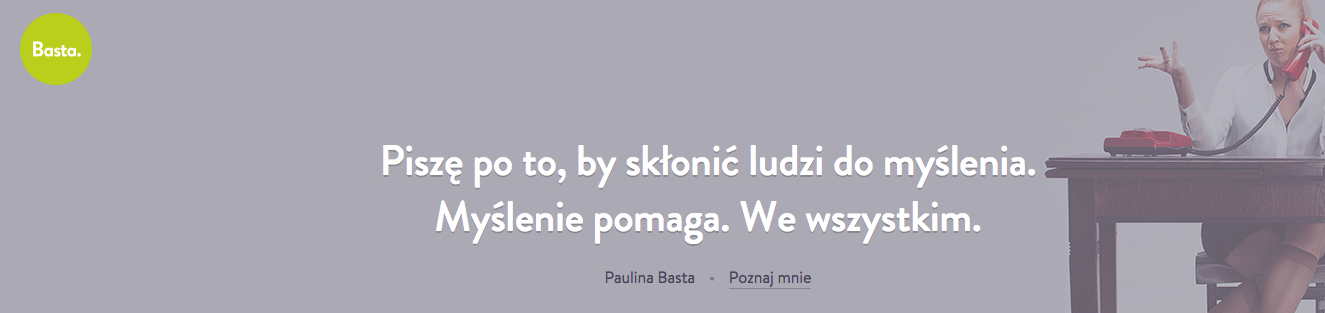 Basta.
Piszę po to, by skłonić ludzi do myślenia.
Myślenie pomaga. We wszystkim.
Paulina Basta • Poznaj mnie